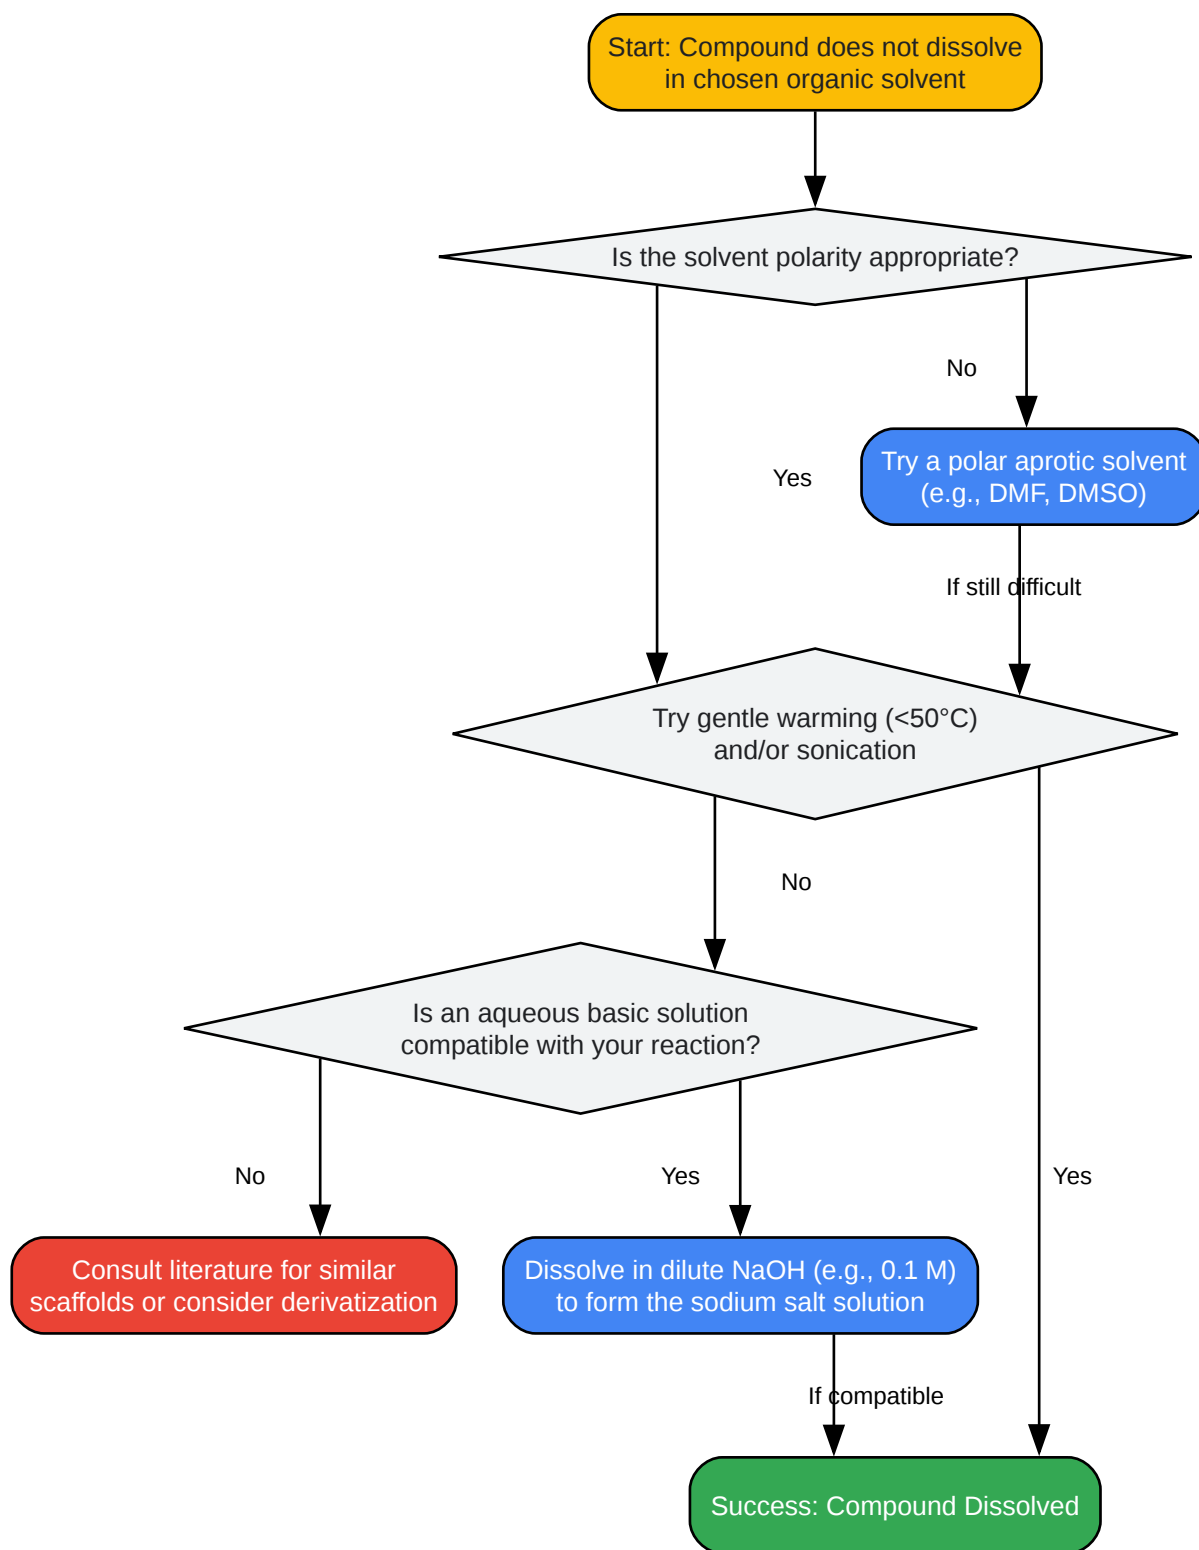 Start: Compound does not dissolve
in chosen organic solvent
Is the solvent polarity appropriate?
No
Yes
Try a polar aprotic solvent
(e.g., DMF, DMSO)
If still difficult
Try gentle warming (<50°C)
and/or sonication
No
Is an aqueous basic solution
compatible with your reaction?
No
Yes
Yes
Consult literature for similar
scaffolds or consider derivatization
Dissolve in dilute NaOH (e.g., 0.1 M)
to form the sodium salt solution
If compatible
Success: Compound Dissolved